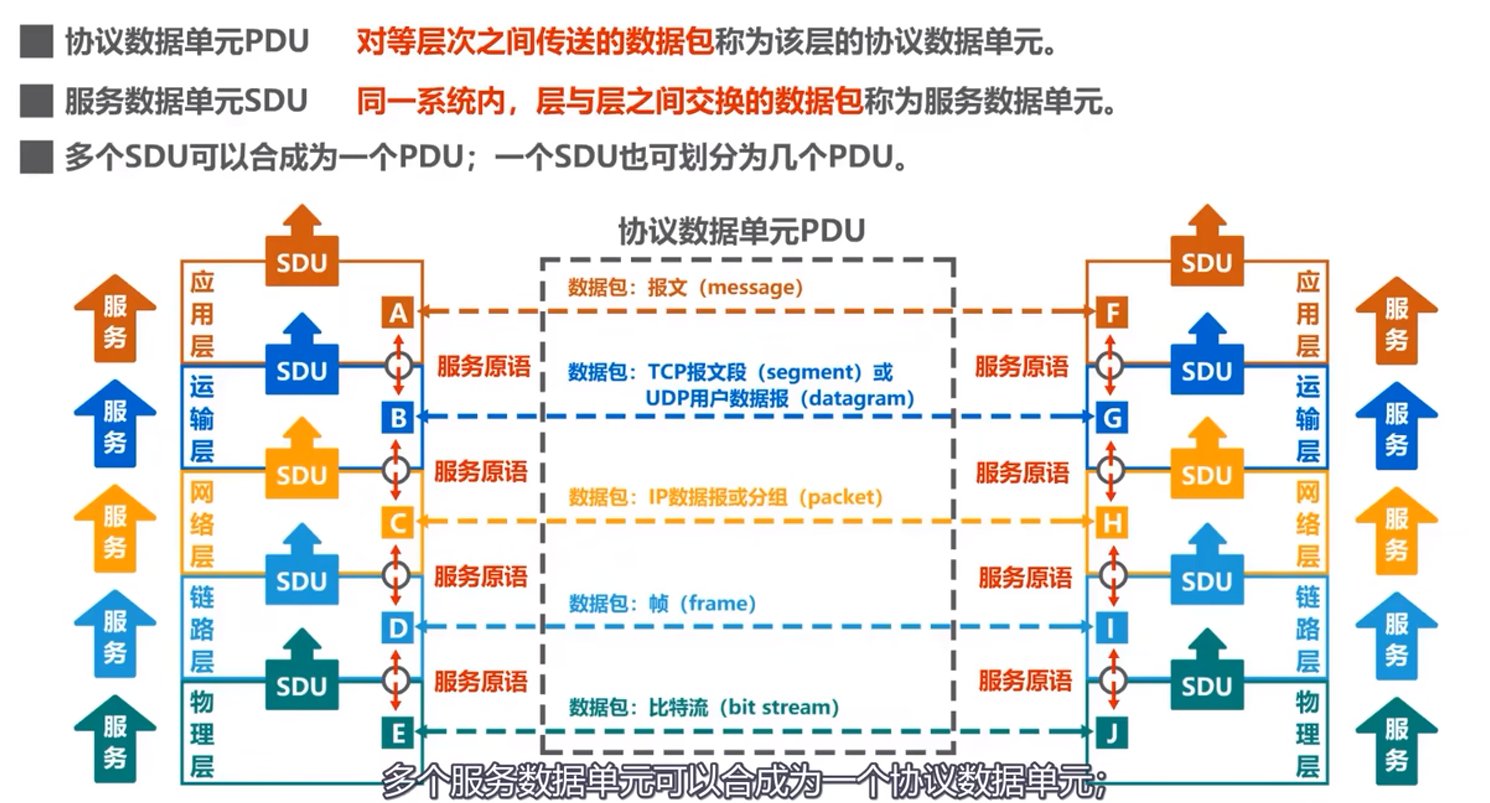 协议数据单元PDU 对等层次之间传送的数据包称为该层的协议数据单元。
服务数据单元SDU 同一系统内，层与层之间交换的数据包称为服务数据单元。
多个SDU可以合成为一个PDU；一个SDU也可划分为几个PDU。
协议数据单元PDU
服务
应用层
SDU
A
数据包：报文（message）
F
SDU
应用层
服务
服务原语
服务原语
服务
运输层
SDU
B
数据包：TCP报文段（segment）或
UDP用户数据报（datagram）
G
SDU
运输层
服务
服务原语
服务原语
服务
网络层
SDU
C
数据包：IP数据报或分组（packet）
H
SDU
网络层
服务
服务原语
服务原语
服务
链路层
SDU
D
数据包：帧（frame）
I
SDU
链路层
服务
服务原语
服务原语
服务
物理层
SDU
E
数据包：比特流（bit stream）
J
SDU
物理层
服务
多个服务数据单元可以合成为一个协议数据单元;